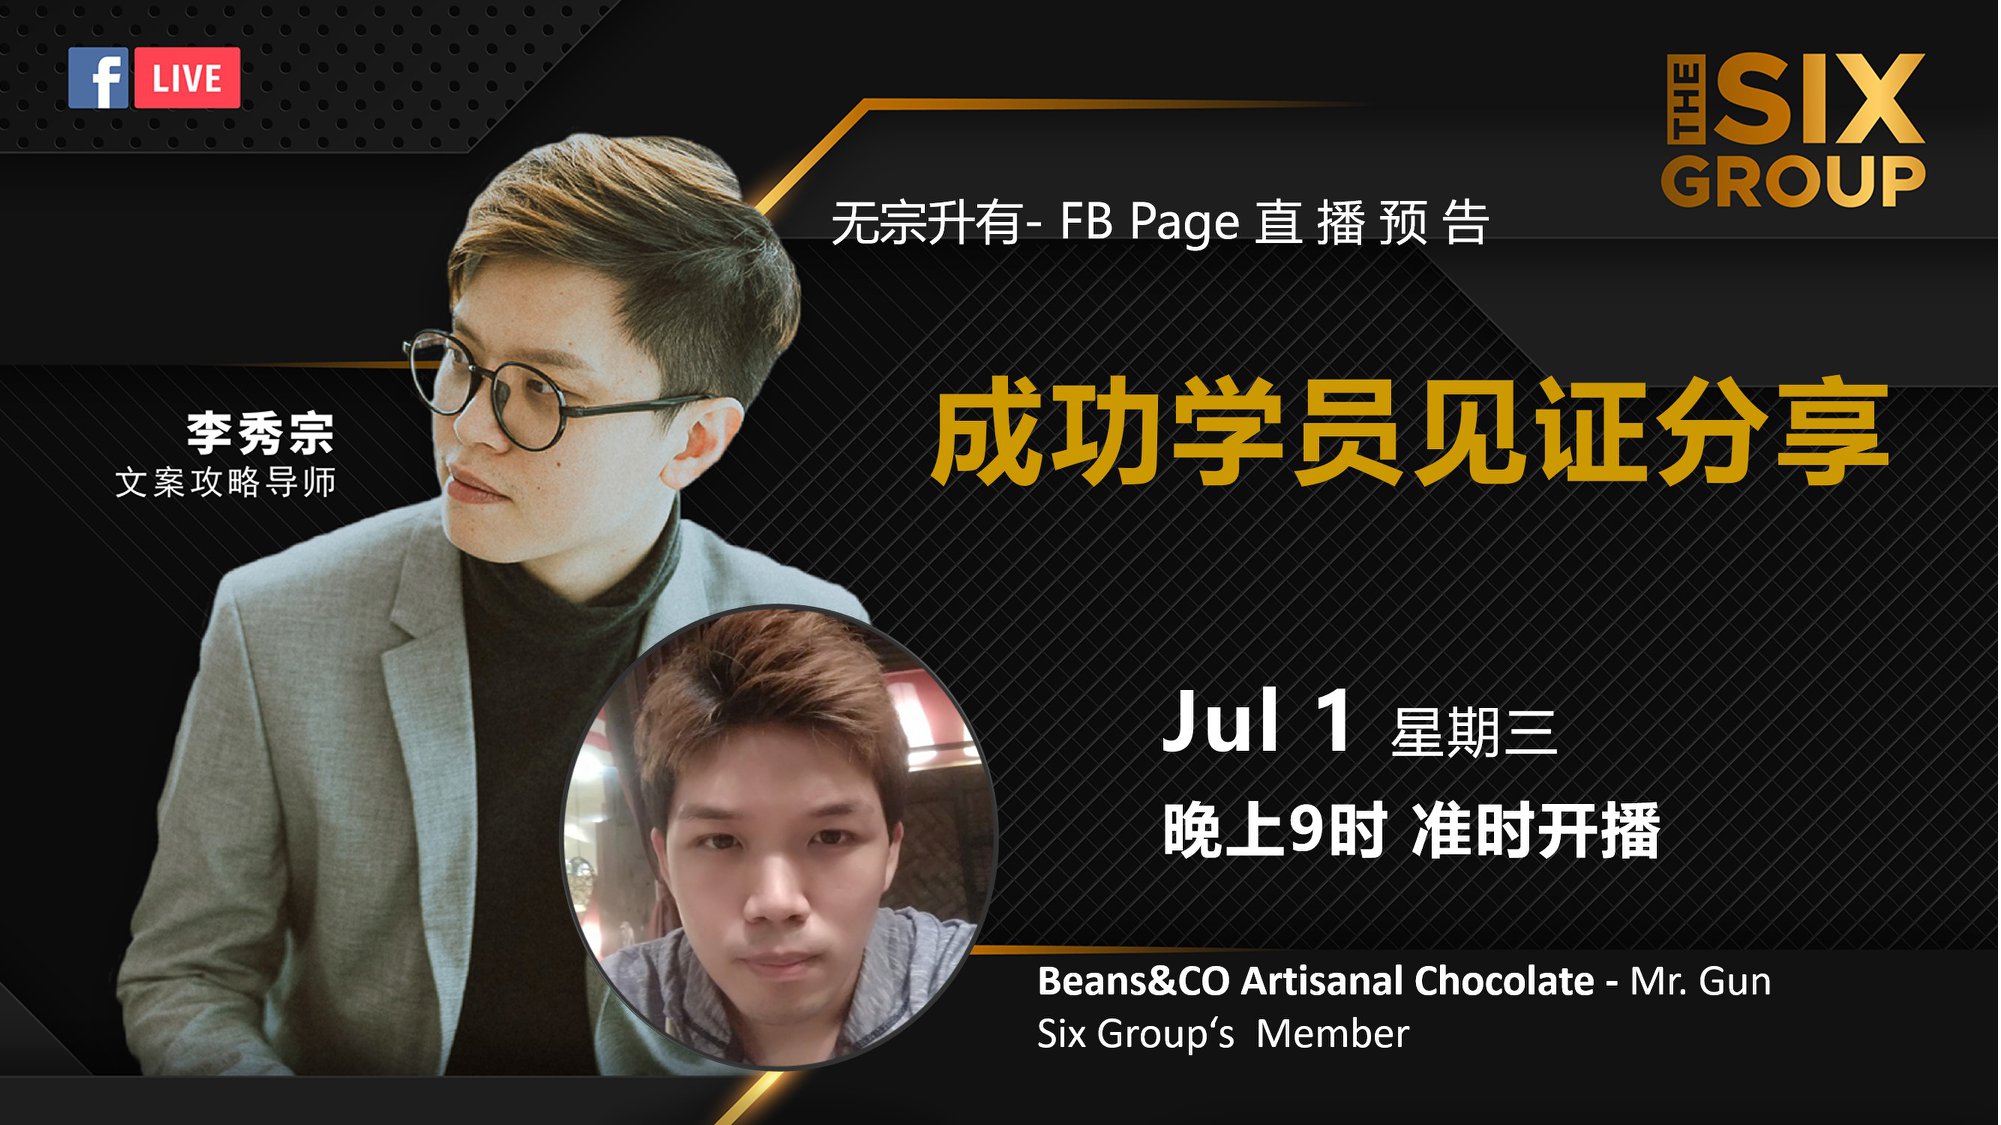 f LIVE
THE SIX
GROUP
无宗升有- FB Page 直播预告
成功学员见证分享
李秀宗
文案攻略导师
Jul 1 星期三
晚上9时 准时开播
Beans&CO Artisanal Chocolate - Mr. Gun
Six Group‘s  Member